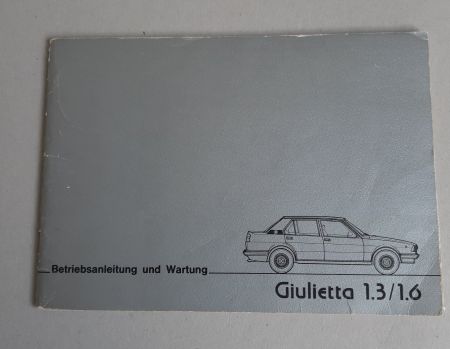 Betriebsanleitung und Wartung
Giulietta 1.3/1.6